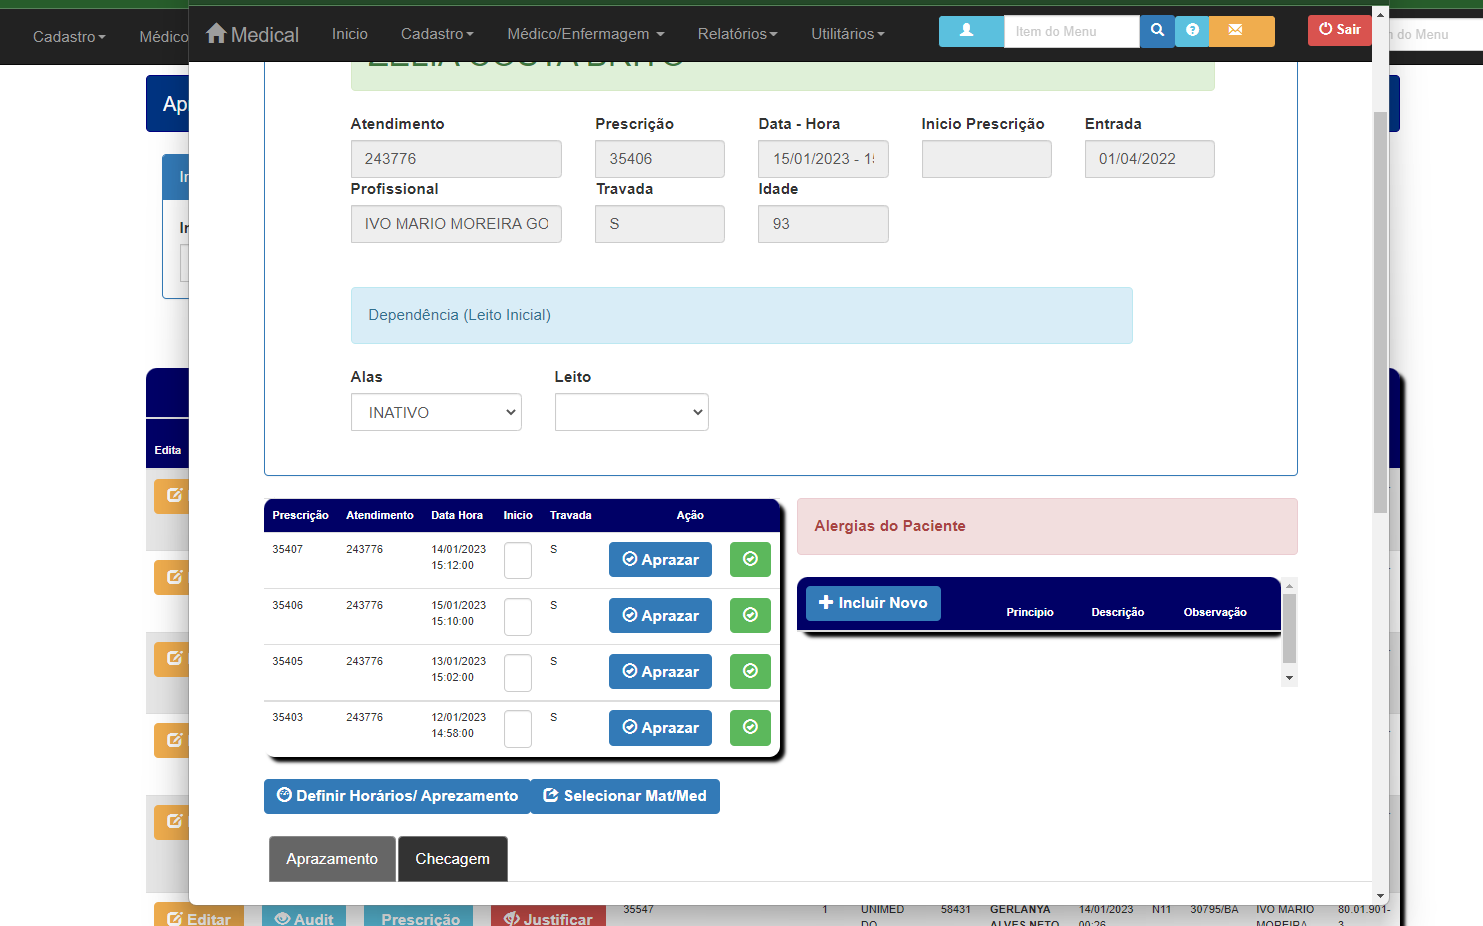 Cadastro
Médico
Medical
Inicio
Cadastro
Médico/Enfermagem
Relatórios
Utilitários
Item do Menu
Sair
do Menu
Ap
ZELIA COSTA BRITO
Atendimento
Prescrição
Data - Hora
Inicio Prescrição
Entrada
243776
35406
15/01/2023 - 1
01/04/2022
Profissional
Travada
Idade
IVO MARIO MOREIRA GO
S
93
Dependência (Leito Inicial)
Alas
Leito
INATIVO
Edita
Prescrição Atendimento Data Hora Inicio Travada Ação
35407 243776 14/01/2023 S Aprazar
15:12:00
35406 243776 15/01/2023 S Aprazar
15:10:00
35405 243776 13/01/2023 S Aprazar
15:02:00
35403 243776 12/01/2023 S Aprazar
14:58:00
Alergias do Paciente
Incluir Novo Principio Descrição Observação
Definir Horários/ Aprezamento Selecionar Mat/Med
Aprazamento Checagem
Editar Audit Prescrição Justificar 35547 1 UNIMED 58431 GERLANYA 14/01/2023 N11 30795/BA IVO MARIO 80.01.901-
DO ALVES NETO 00:26 MOREIRA 3